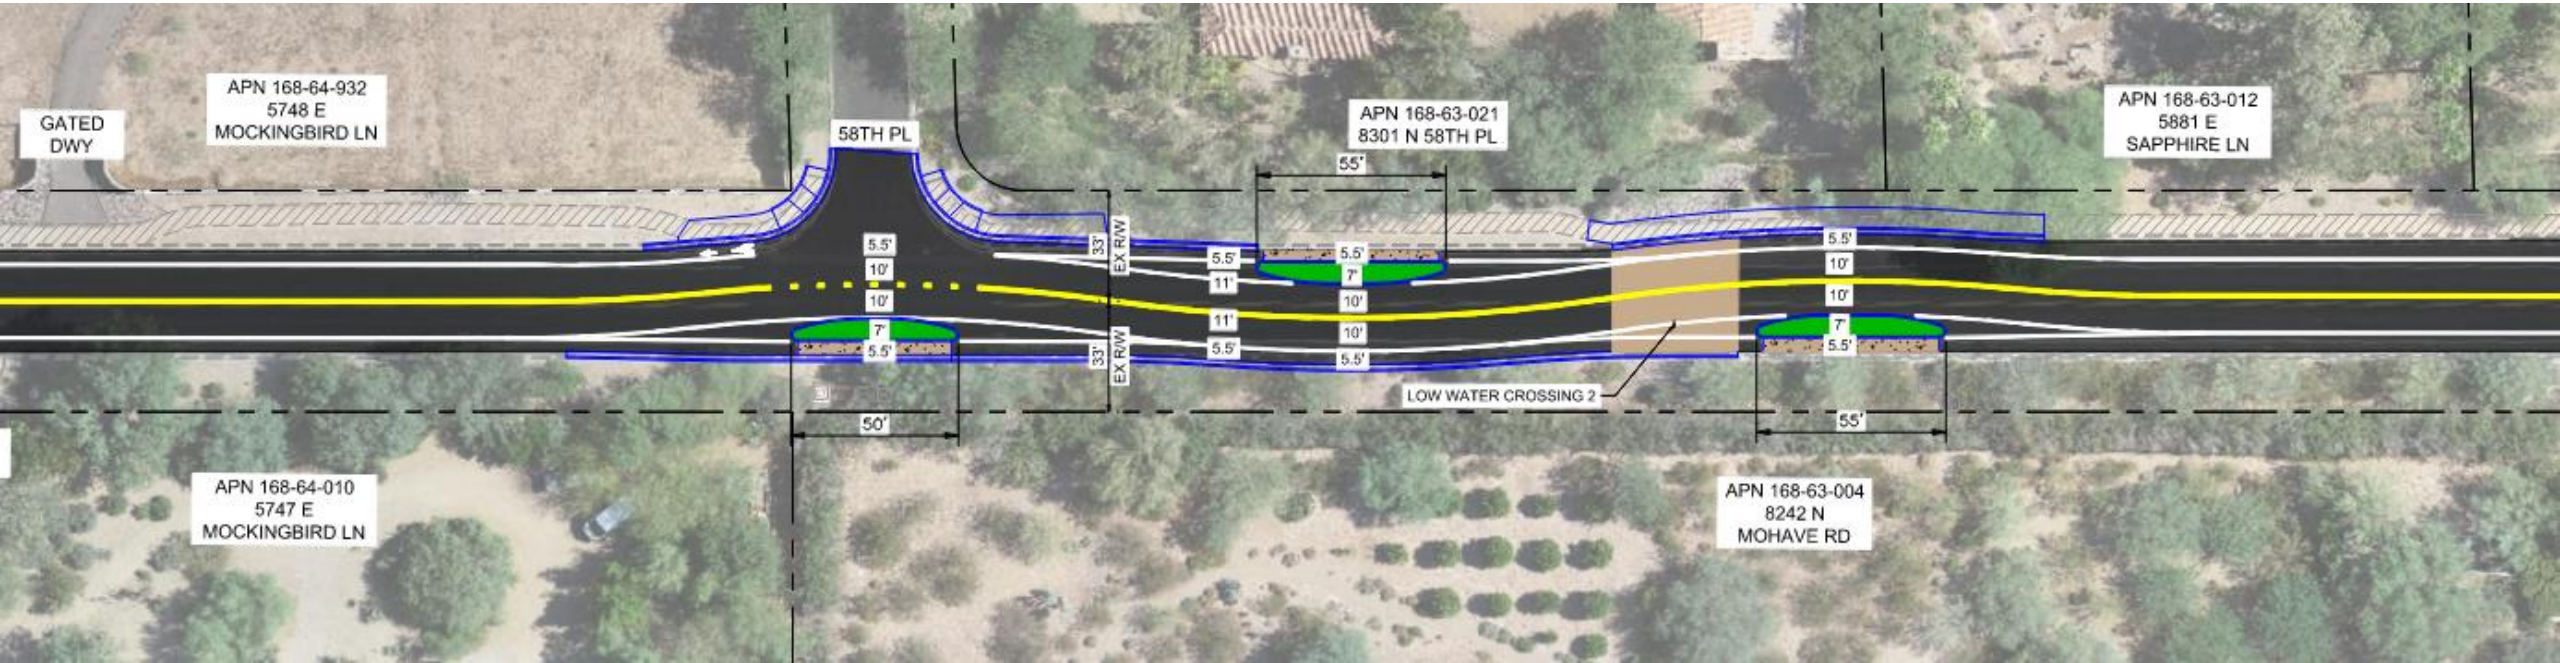 APN 168-64-932
5748 E
MOCKINGBIRD LN
GATED
DWY
58TH PL
APN 168-63-021
8301 N 58TH PL
APN 168-63-012
5881 E
SAPPHIRE LN
55'
5.5'
10'
10'
7'
5.5'
50'
33'
EX R/W
33'
EX R/W
5.5'
11'
11'
5.5'
5.5'
7'
10'
10'
5.5'
LOW WATER CROSSING 2
5.5'
10'
10'
7'
5.5'
55'
APN 168-64-010
5747 E
MOCKINGBIRD LN
APN 168-63-004
8242 N
MOHAVE RD